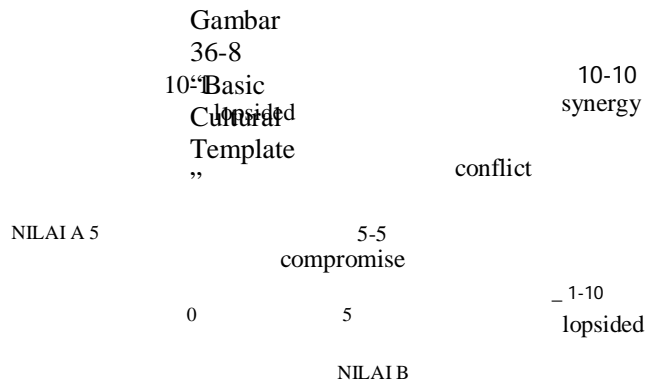 Gambar
36-8
“Basic
Cultural
Template
”
10-1
lopsided
10-10
synergy
conflict
NILAI A 5
5-5
compromise
_ 1-10
lopsided
0 5
NILAI B